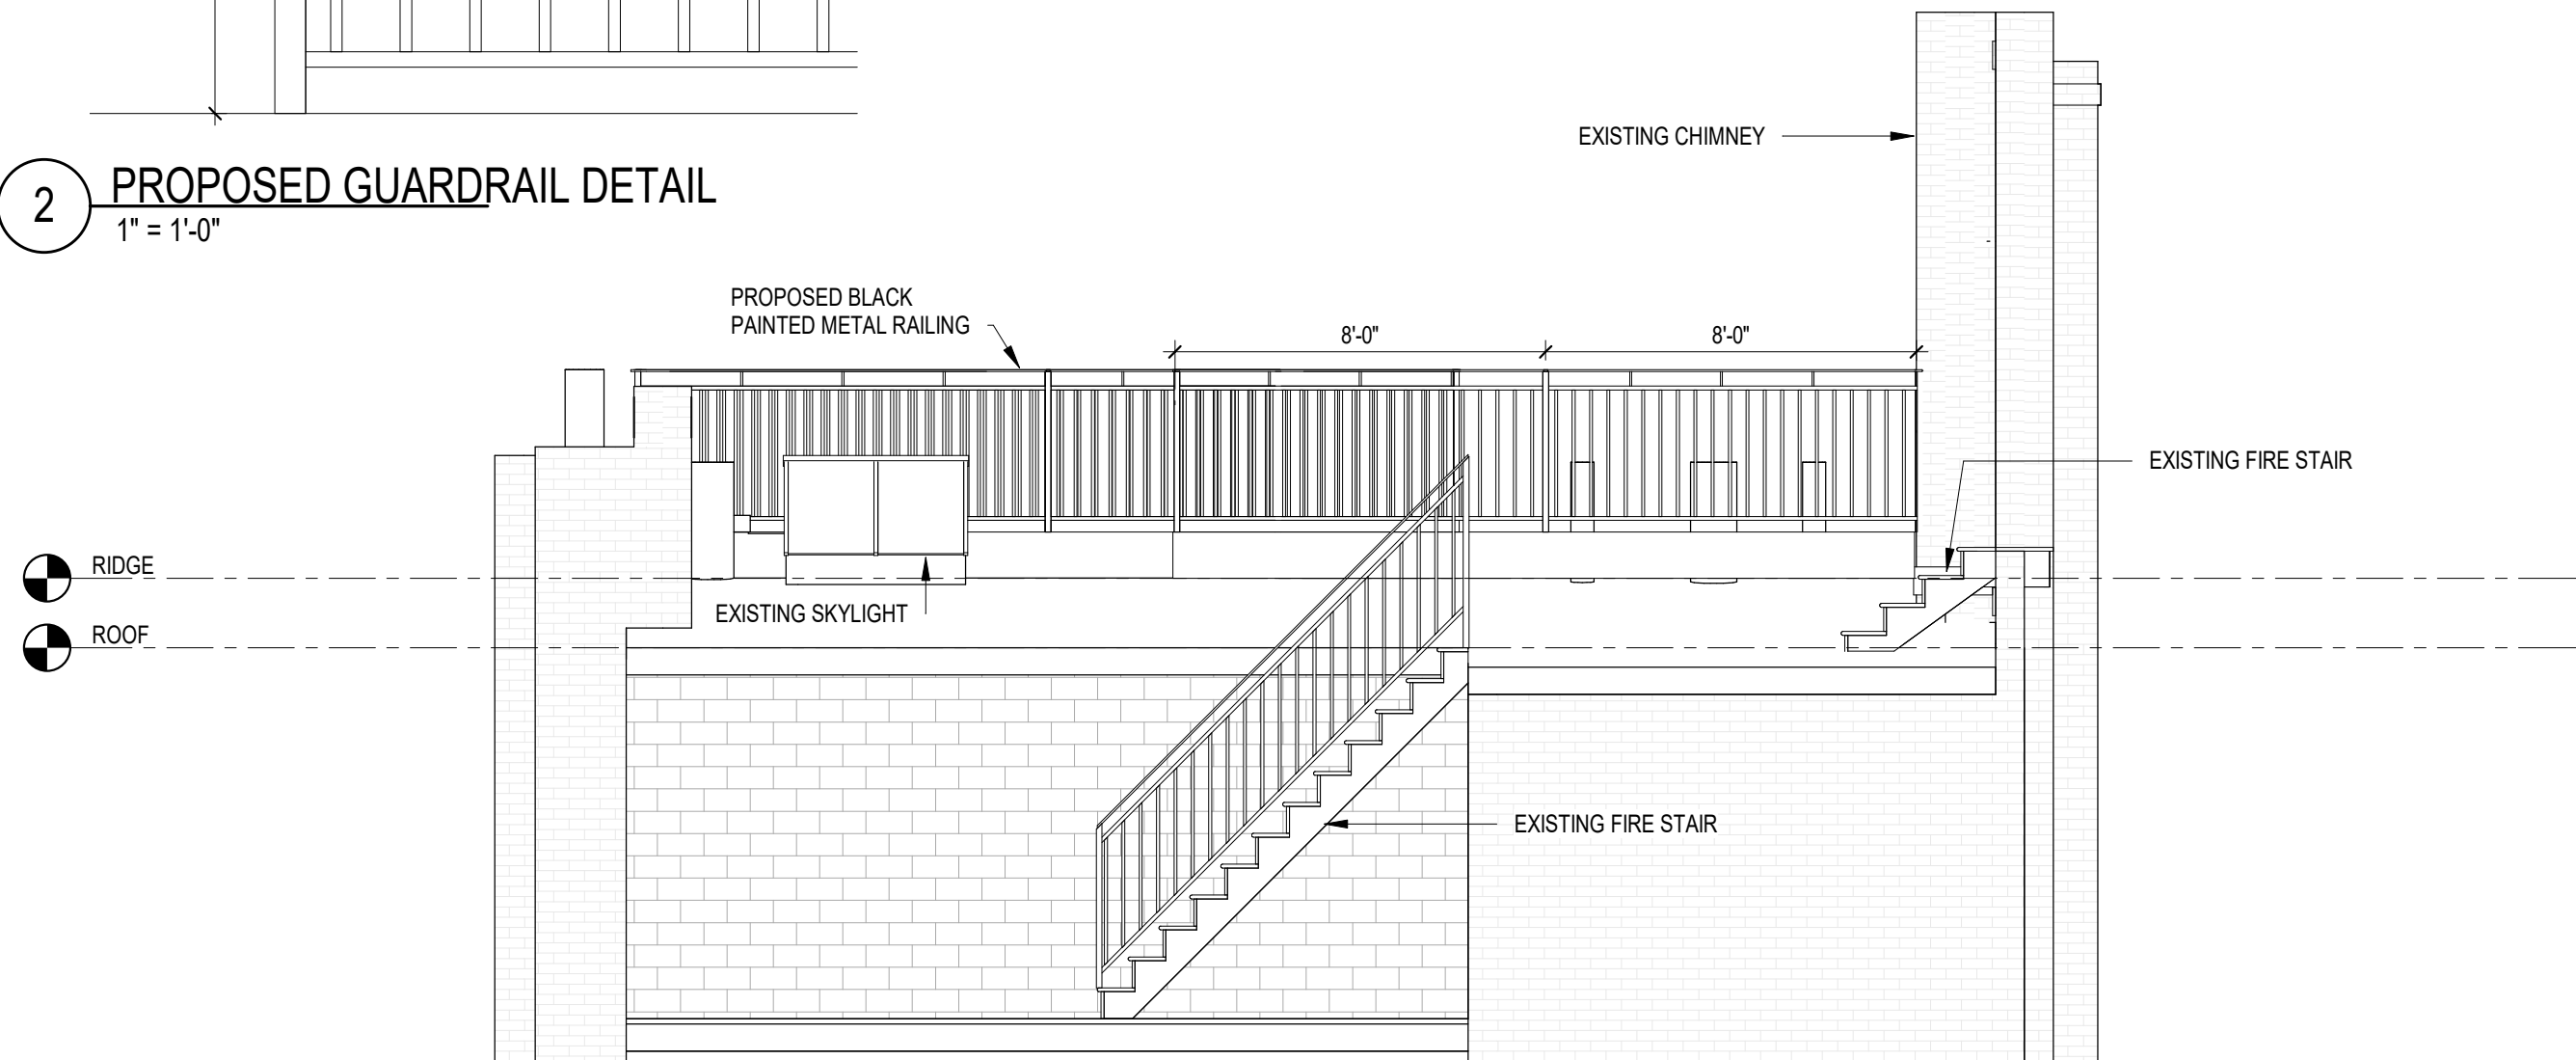 2
PROPOSED GUARDRAIL DETAIL
1" = 1'-0"
EXISTING CHIMNEY
PROPOSED BLACK
PAINTED METAL RAILING
8'-0"
8'-0"
EXISTING FIRE STAIR
RIDGE
EXISTING SKYLIGHT
ROOF
EXISTING FIRE STAIR